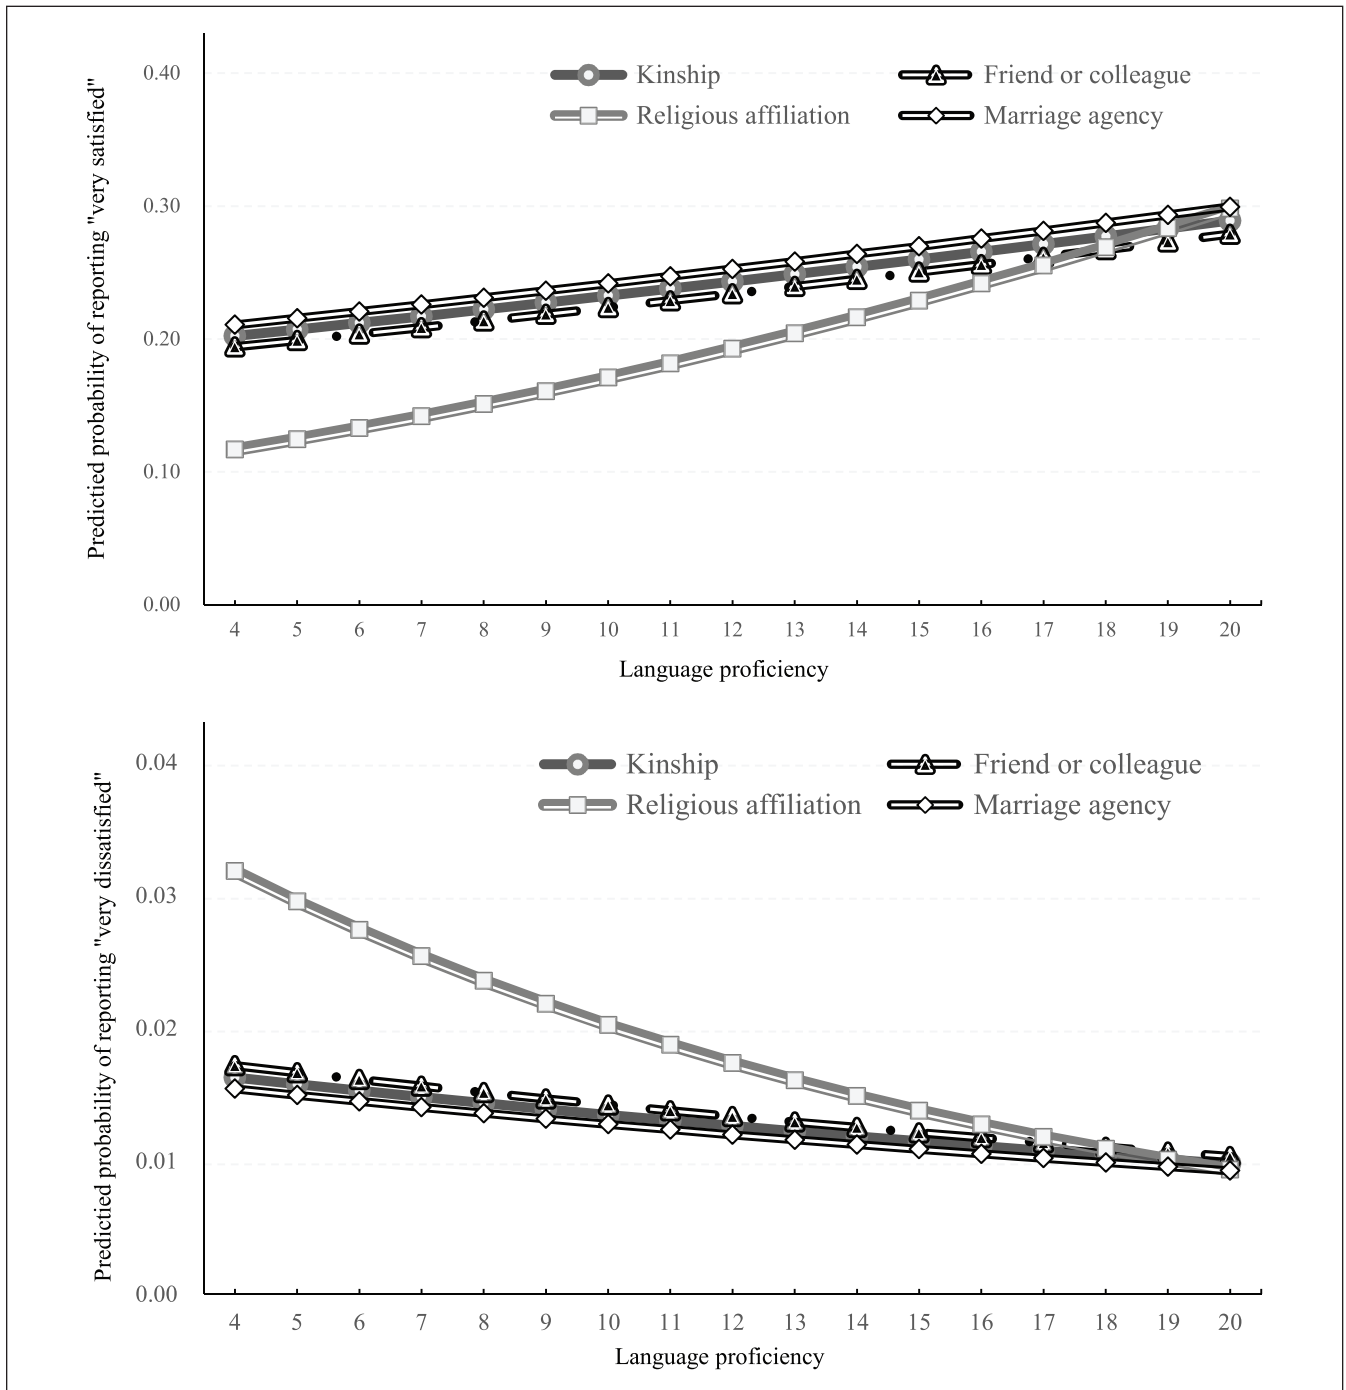 Predictied probability of reporting "very satisfied"
0.40
0.30
0.20
0.10
0.00
Kinship
Friend or colleague
Religious affiliation
Marriage agency
4 5 6 7 8 9 10 11 12 13 14 15 16 17 18 19 20
Language proficiency
Predictied probability of reporting "very dissatisfied"
0.04
0.03
0.02
0.01
0.00
Kinship
Friend or colleague
Religious affiliation
Marriage agency
4 5 6 7 8 9 10 11 12 13 14 15 16 17 18 19 20
Language proficiency